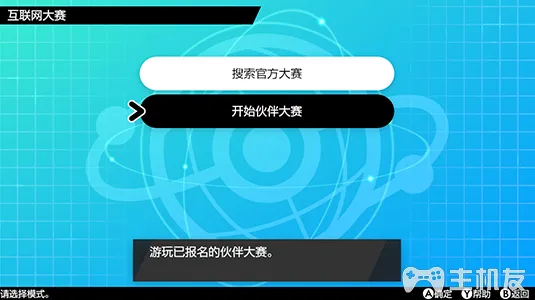 互联网大赛
搜索官方大赛
开始伙伴大赛
游玩已报名的伙伴大赛。
请选择模式。
A确定 Y帮助 B返回
主机友